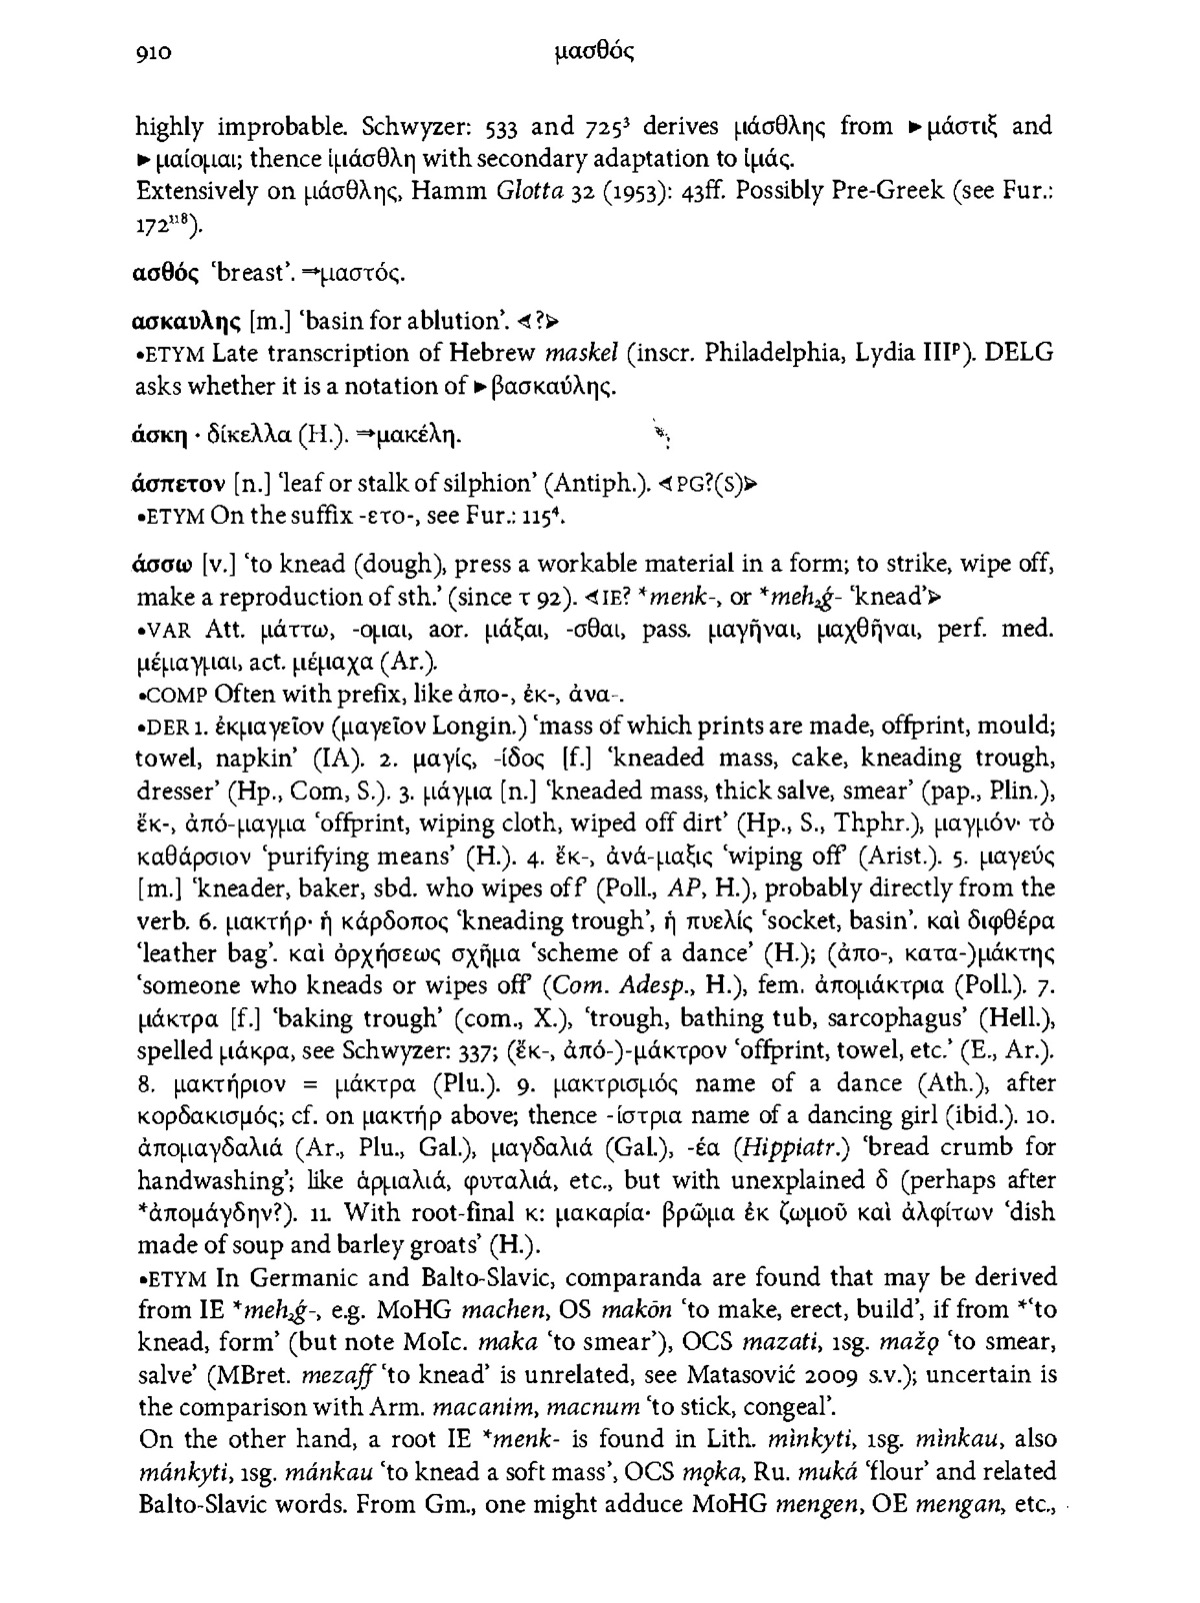 910 μασθός
highly improbable. Schwyzer: 533 and 725³ derives μάσθλης from ►μάστιξ and
►μαίομαι; thence ἱμάσθλη with secondary adaptation to ἱμάς.
Extensively on μάσθλης, Hamm Glotta 32 (1953): 43ff. Possibly Pre-Greek (see Fur.:
172¹¹⁸).
ασθός ‘breast’. ⇒μαστός.
ασκαυλης [m.] ‘basin for ablution’. ⊲?⊳
•ETYM Late transcription of Hebrew maskel (inscr. Philadelphia, Lydia IIIᵖ). DELG
asks whether it is a notation of ►βασκαύλης.
άσκη · δίκελλα (H.). ⇒μακέλη.
άσπετον [n.] ‘leaf or stalk of silphion’ (Antiph.). ⊲PG?(S)⊳
•ETYM On the suffix -ετο-, see Fur.: 115⁴.
άσσω [v.] ‘to knead (dough), press a workable material in a form; to strike, wipe off,
make a reproduction of sth.’ (since τ 92). ⊲IE? *menk-, or *meh₂ǵ- ‘knead’⊳
•VAR Att. μάττω, -ομαι, aor. μάξαι, -σθαι, pass. μαγῆναι, μαχθῆναι, perf. med.
μέμαγμαι, act. μέμαχα (Ar.).
•COMP Often with prefix, like ἀπο-, ἐκ-, ἀνα-.
•DER 1. ἐκμαγεῖον (μαγεῖον Longin.) ‘mass of which prints are made, offprint, mould;
towel, napkin’ (IA). 2. μαγίς, -ίδος [f.] ‘kneaded mass, cake, kneading trough,
dresser’ (Hp., Com, S.). 3. μάγμα [n.] ‘kneaded mass, thick salve, smear’ (pap., Plin.),
ἔκ-, ἀπό-μαγμα ‘offprint, wiping cloth, wiped off dirt’ (Hp., S., Thphr.), μαγμόν· τὸ
καθάρσιον ‘purifying means’ (H.). 4. ἔκ-, ἀνά-μαξις ‘wiping off’ (Arist.). 5. μαγεύς
[m.] ‘kneader, baker, sbd. who wipes off’ (Poll., AP, H.), probably directly from the
verb. 6. μακτήρ· ἡ κάρδοπος ‘kneading trough’, ἡ πυελίς ‘socket, basin’. καὶ διφθέρα
‘leather bag’. καὶ ὀρχήσεως σχῆμα ‘scheme of a dance’ (H.); (ἀπο-, κατα-)μάκτης
‘someone who kneads or wipes off’ (Com. Adesp., H.), fem. ἀπομάκτρια (Poll.). 7.
μάκτρα [f.] ‘baking trough’ (com., X.), ‘trough, bathing tub, sarcophagus’ (Hell.),
spelled μάκρα, see Schwyzer: 337; (ἔκ-, ἀπό-)-μάκτρον ‘offprint, towel, etc.’ (E., Ar.).
8. μακτήριον = μάκτρα (Plu.). 9. μακτρισμός name of a dance (Ath.), after
κορδακισμός; cf. on μακτήρ above; thence -ίστρια name of a dancing girl (ibid.). 10.
ἀπομαγδαλιά (Ar., Plu., Gal.), μαγδαλιά (Gal.), -έα (Hippiatr.) ‘bread crumb for
handwashing’; like ἁρμαλιά, φυταλιά, etc., but with unexplained δ (perhaps after
*ἀπομάγδην?). 11. With root-final κ: μακαρία· βρῶμα ἐκ ζωμοῦ καὶ ἀλφίτων ‘dish
made of soup and barley groats’ (H.).
•ETYM In Germanic and Balto-Slavic, comparanda are found that may be derived
from IE *meh₂ǵ-, e.g. MoHG machen, OS makōn ‘to make, erect, build’, if from *‘to
knead, form’ (but note MoIc. maka ‘to smear’), OCS mazati, 1sg. mažǫ ‘to smear,
salve’ (MBret. mezaff ‘to knead’ is unrelated, see Matasović 2009 s.v.); uncertain is
the comparison with Arm. macanim, macnum ‘to stick, congeal’.
On the other hand, a root IE *menk- is found in Lith. mìnkyti, 1sg. mìnkau, also
mánkyti, 1sg. mánkau ‘to knead a soft mass’, OCS mǫka, Ru. muká ‘flour’ and related
Balto-Slavic words. From Gm., one might adduce MoHG mengen, OE mengan, etc.,